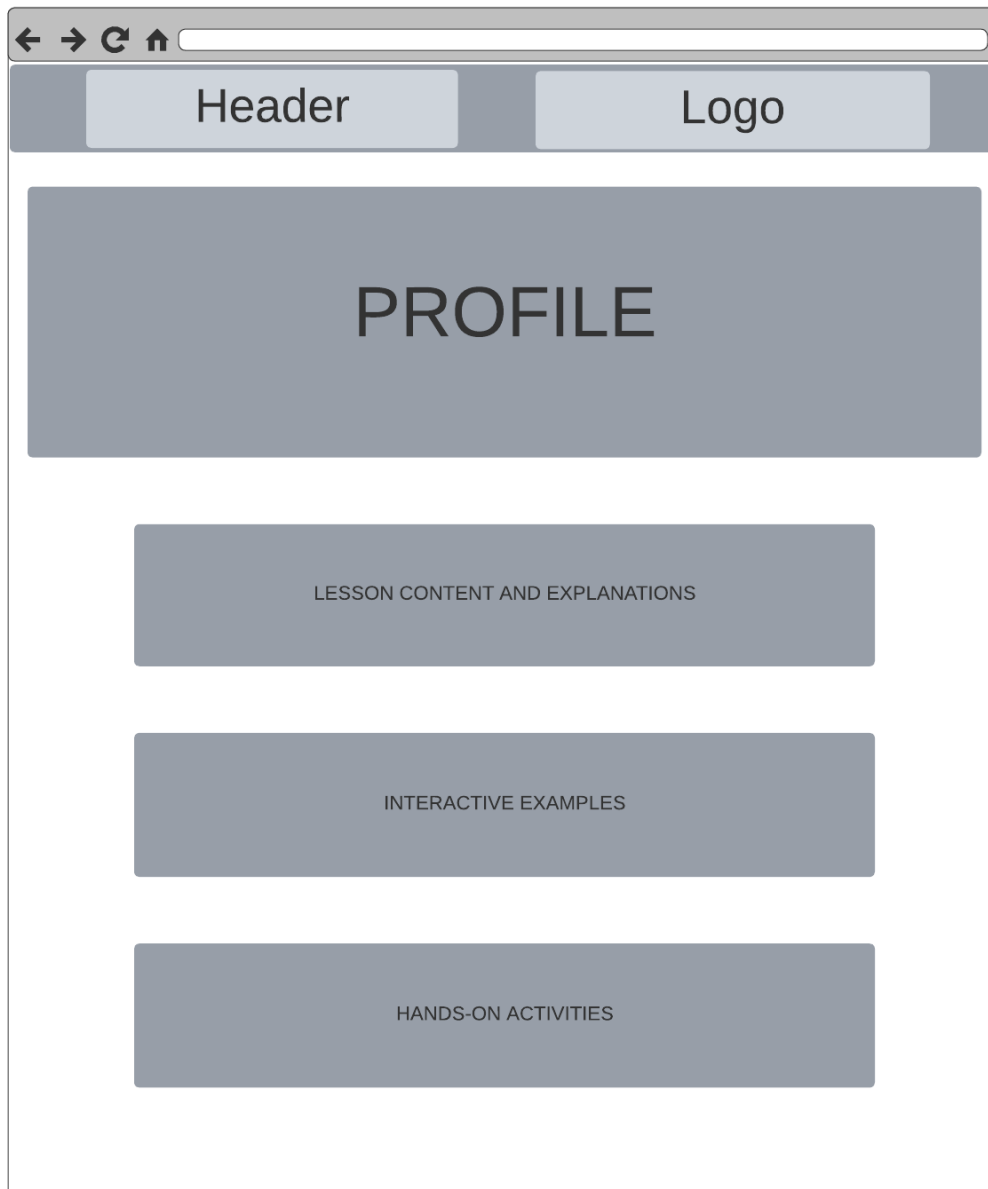 Header
Logo
PROFILE
LESSON CONTENT AND EXPLANATIONS
INTERACTIVE EXAMPLES
HANDS-ON ACTIVITIES